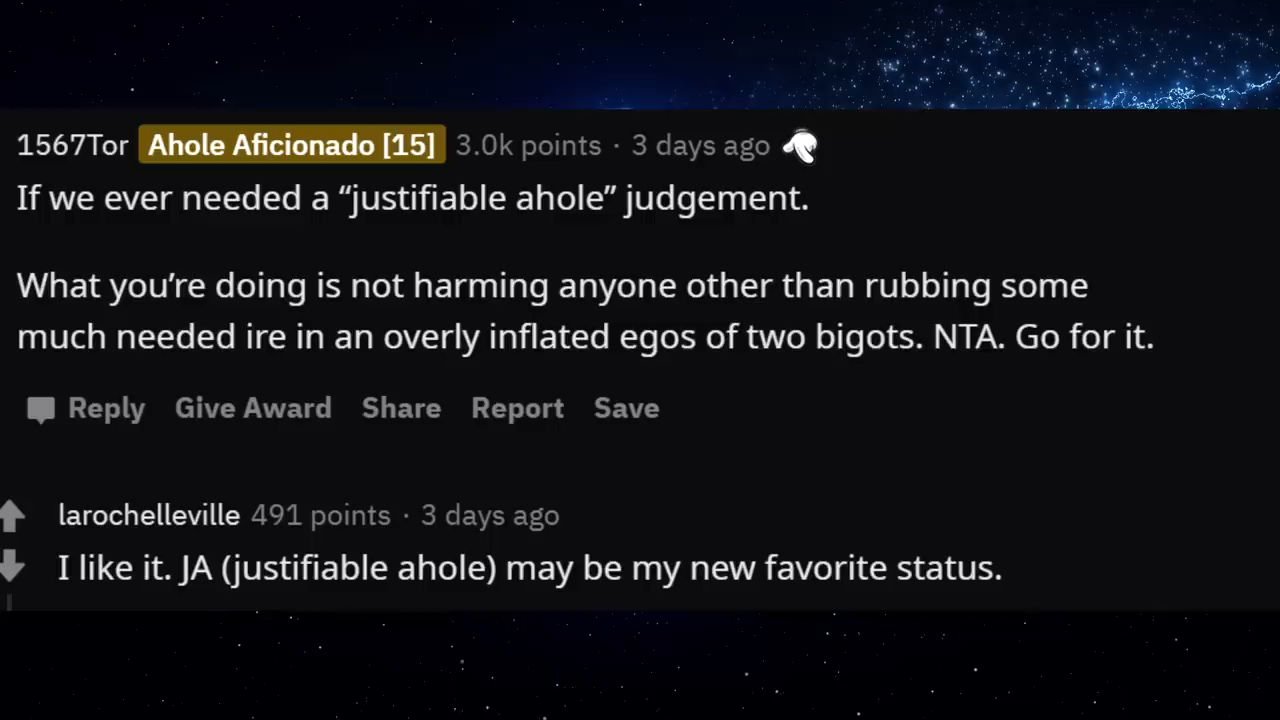 1567Tor Ahole Aficionado [15] 3.0k points · 3 days ago
If we ever needed a “justifiable ahole” judgement.
What you’re doing is not harming anyone other than rubbing some
much needed ire in an overly inflated egos of two bigots. NTA. Go for it.
Reply Give Award Share Report Save
larochelleville 491 points · 3 days ago
I like it. JA (justifiable ahole) may be my new favorite status.